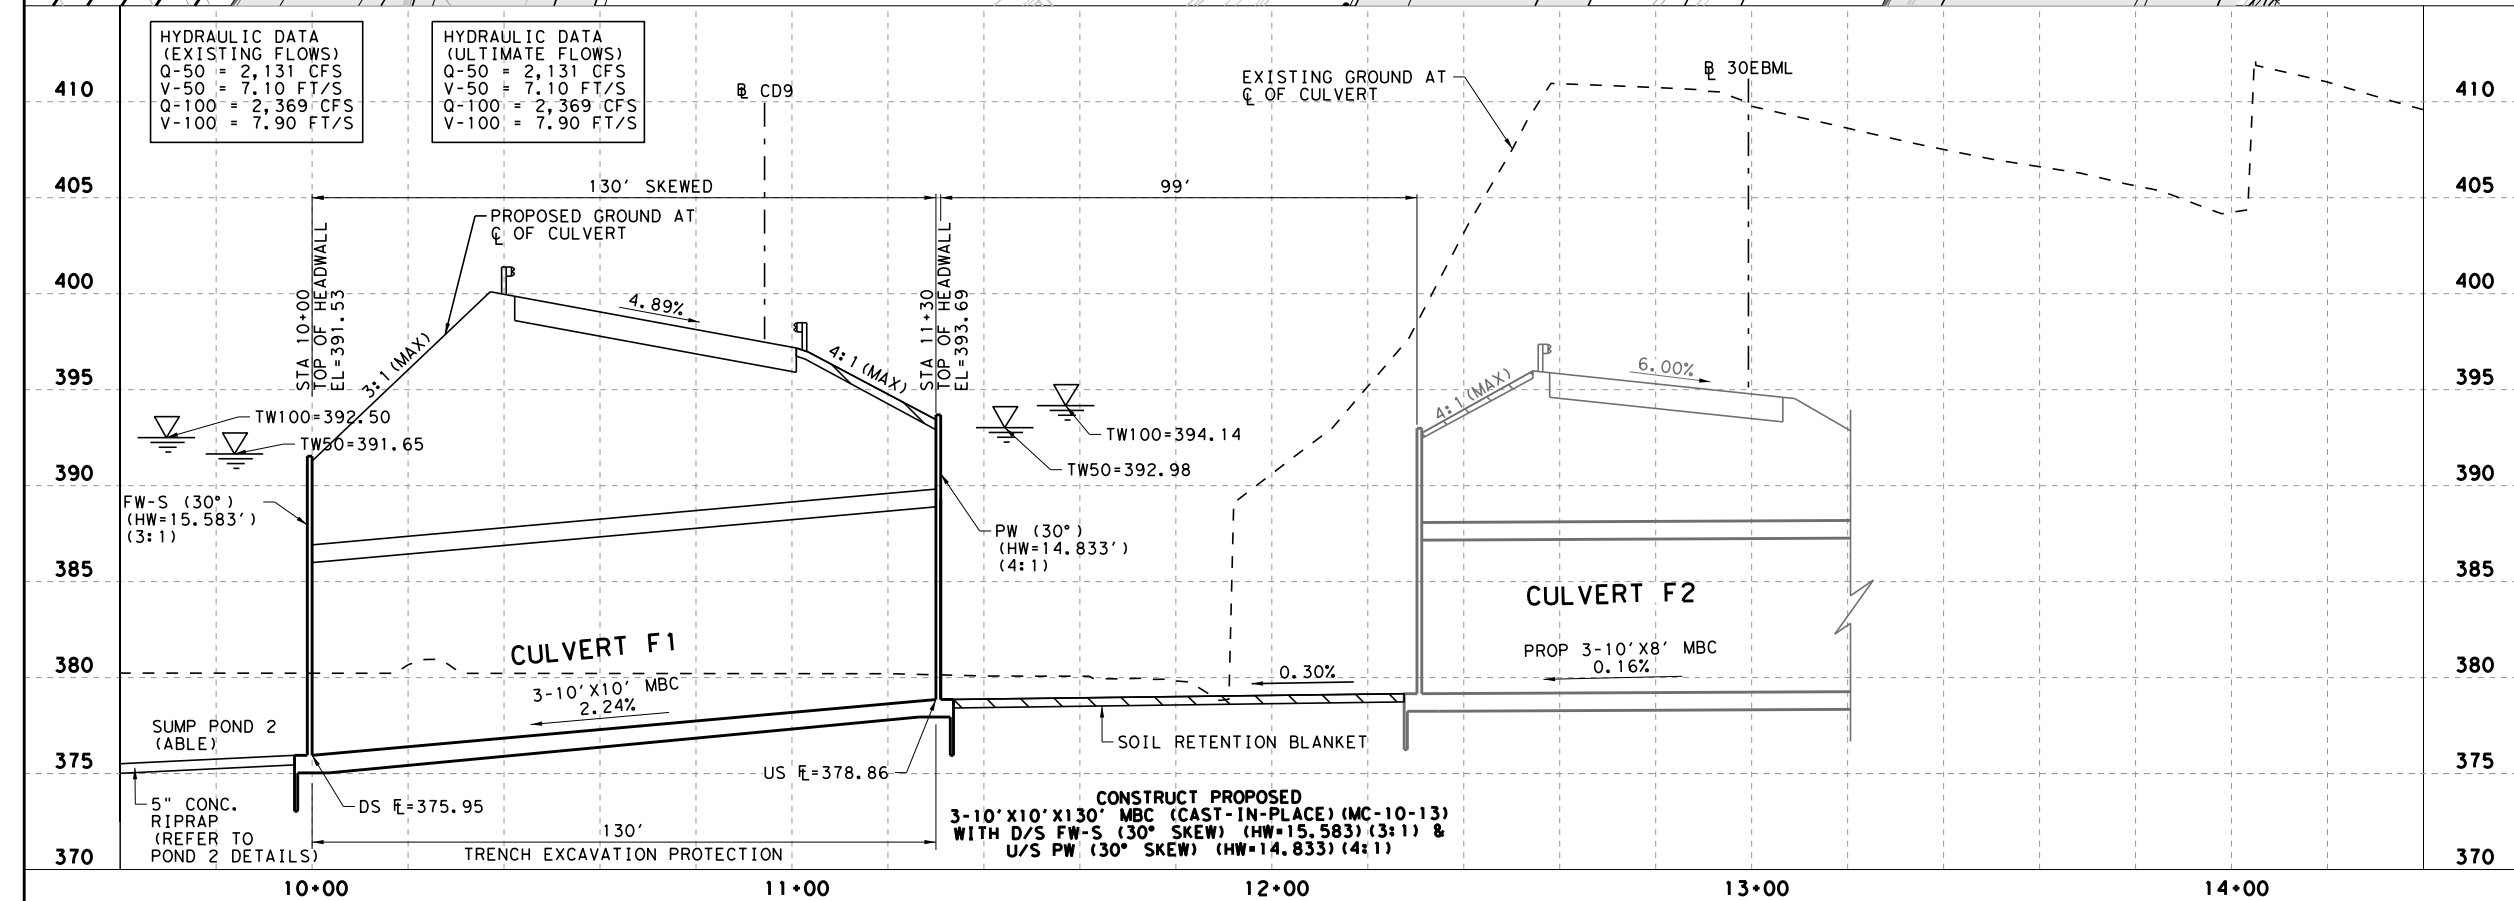 HYDRAULIC DATA
(EXISTING FLOWS)
Q-50 = 2,131 CFS
V-50 = 7.10 FT/S
Q-100 = 2,369 CFS
V-100 = 7.90 FT/S
HYDRAULIC DATA
(ULTIMATE FLOWS)
Q-50 = 2,131 CFS
V-50 = 7.10 FT/S
Q-100 = 2,369 CFS
V-100 = 7.90 FT/S
410
405
400
395
390
385
380
375
370
410
405
400
395
390
385
380
375
370
℄ CD9
EXISTING GROUND AT
℄ OF CULVERT
℄ 30EBML
130' SKEWED
99'
PROPOSED GROUND AT
℄ OF CULVERT
STA 10+00
TOP OF HEADWALL
EL=391.53
3:1 (MAX)
4.89%
4:1 (MAX)
STA 11+30
TOP OF HEADWALL
EL=393.69
TW100=392.50
TW50=391.65
TW100=394.14
TW50=392.98
4:1 (MAX)
6.00%
FW-S (30°)
(HW=15.583')
(3:1)
PW (30°)
(HW=14.833')
(4:1)
CULVERT F1
3-10'X10' MBC
2.24%
CULVERT F2
PROP 3-10'X8' MBC
0.16%
0.30%
SUMP POND 2
(ABLE)
SOIL RETENTION BLANKET
US FL=378.86
DS FL=375.95
5" CONC.
RIPRAP
(REFER TO
POND 2 DETAILS)
130'
TRENCH EXCAVATION PROTECTION
CONSTRUCT PROPOSED
3-10'X10'X130' MBC (CAST-IN-PLACE)(MC-10-13)
WITH D/S FW-S (30° SKEW) (HW=15.583)(3:1) &
U/S PW (30° SKEW) (HW=14.833)(4:1)
10+00
11+00
12+00
13+00
14+00